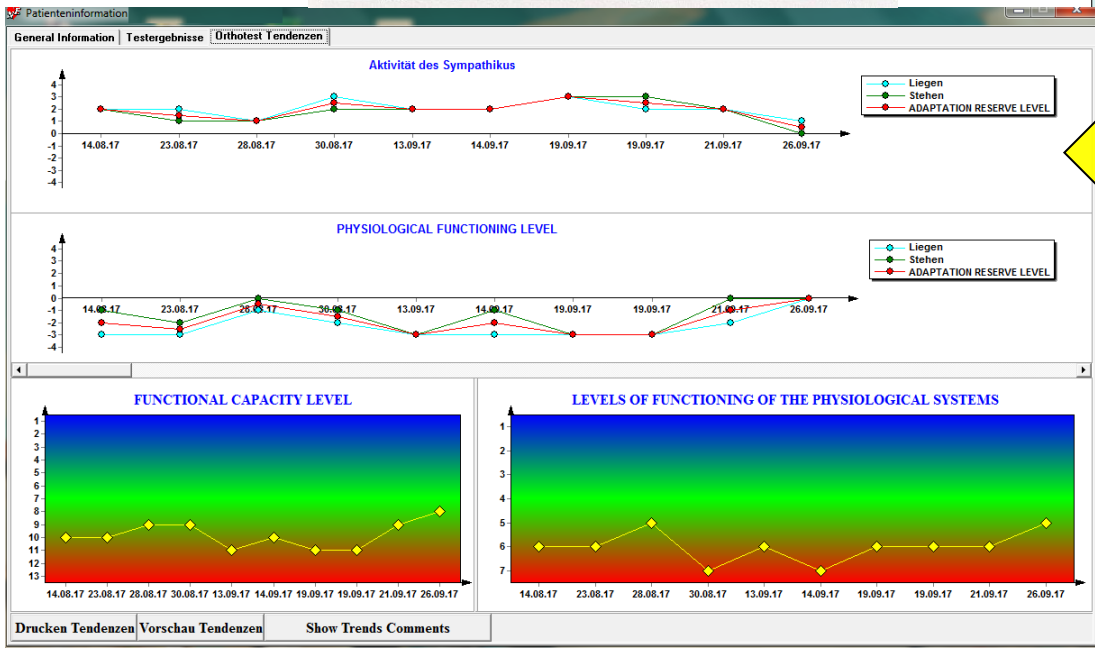 Patienteninformation
General Information Testergebnisse Orthotest Tendenzen
Aktivität des Sympathikus
4
3
2
1
0
-1
-2
-3
-4
14.08.17 23.08.17 28.08.17 30.08.17 13.09.17 14.09.17 19.09.17 19.09.17 21.09.17 26.09.17
Liegen
Stehen
ADAPTATION RESERVE LEVEL
PHYSIOLOGICAL FUNCTIONING LEVEL
4
3
2
1
0
-1
-2
-3
-4
14.08.17 23.08.17 28.08.17 30.08.17 13.09.17 14.09.17 19.09.17 19.09.17 21.09.17 26.09.17
Liegen
Stehen
ADAPTATION RESERVE LEVEL
FUNCTIONAL CAPACITY LEVEL
1
2
3
4
5
6
7
8
9
10
11
12
13
14.08.17 23.08.17 28.08.17 30.08.17 13.09.17 14.09.17 19.09.17 19.09.17 21.09.17 26.09.17
LEVELS OF FUNCTIONING OF THE PHYSIOLOGICAL SYSTEMS
1
2
3
4
5
6
7
14.08.17 23.08.17 28.08.17 30.08.17 13.09.17 14.09.17 19.09.17 19.09.17 21.09.17 26.09.17
Drucken Tendenzen Vorschau Tendenzen Show Trends Comments